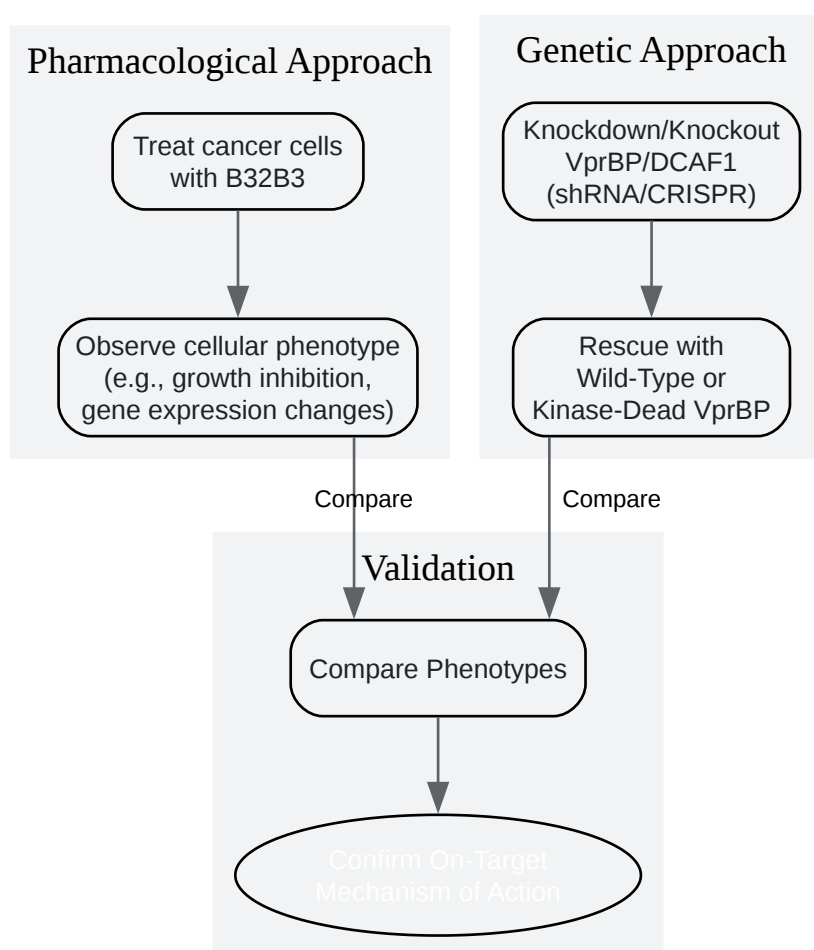 Pharmacological Approach
Treat cancer cells
with B32B3
Observe cellular phenotype
(e.g., growth inhibition,
gene expression changes)
Compare
Genetic Approach
Knockdown/Knockout
VprBP/DCAF1
(shRNA/CRISPR)
Rescue with
Wild-Type or
Kinase-Dead VprBP
Compare
Validation
Compare Phenotypes
Confirm On-Target
Mechanism of Action